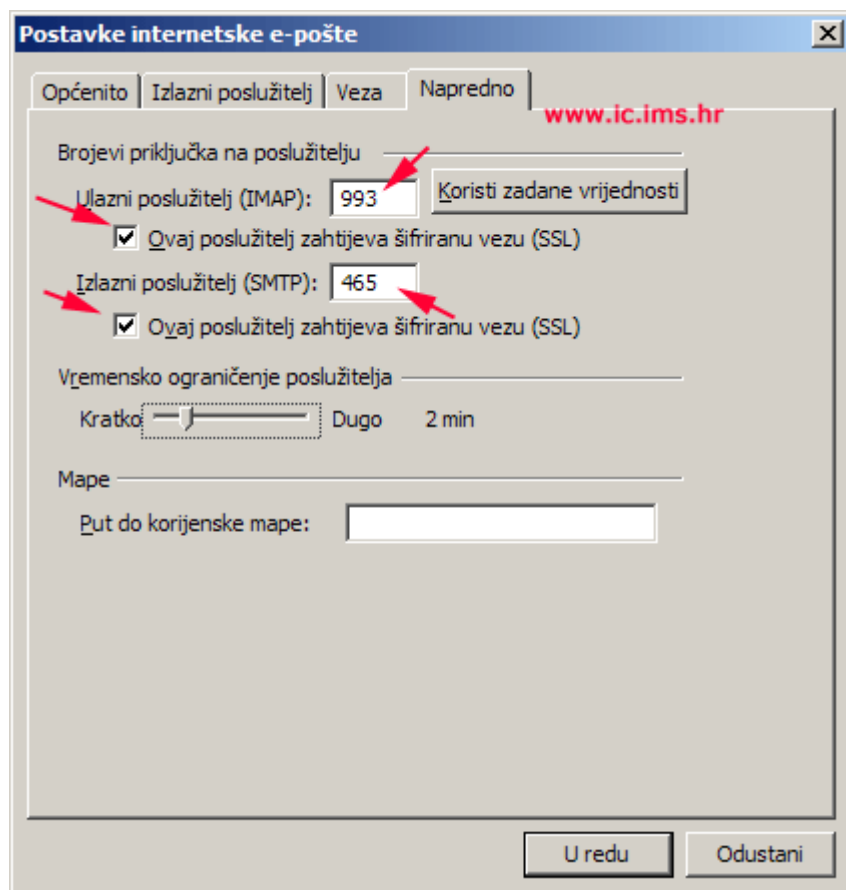 Postavke internetske e-pošte
Općenito Izlazni poslužitelj Veza Napredno
www.ic.ims.hr
Brojevi priključka na poslužitelju
Ulazni poslužitelj (IMAP): 993 Koristi zadane vrijednosti
Ovaj poslužitelj zahtijeva šifriranu vezu (SSL)
Izlazni poslužitelj (SMTP): 465
Ovaj poslužitelj zahtijeva šifriranu vezu (SSL)
Vremensko ograničenje poslužitelja
Kratko Dugo 2 min
Mape
Put do korijenske mape:
U redu Odustani